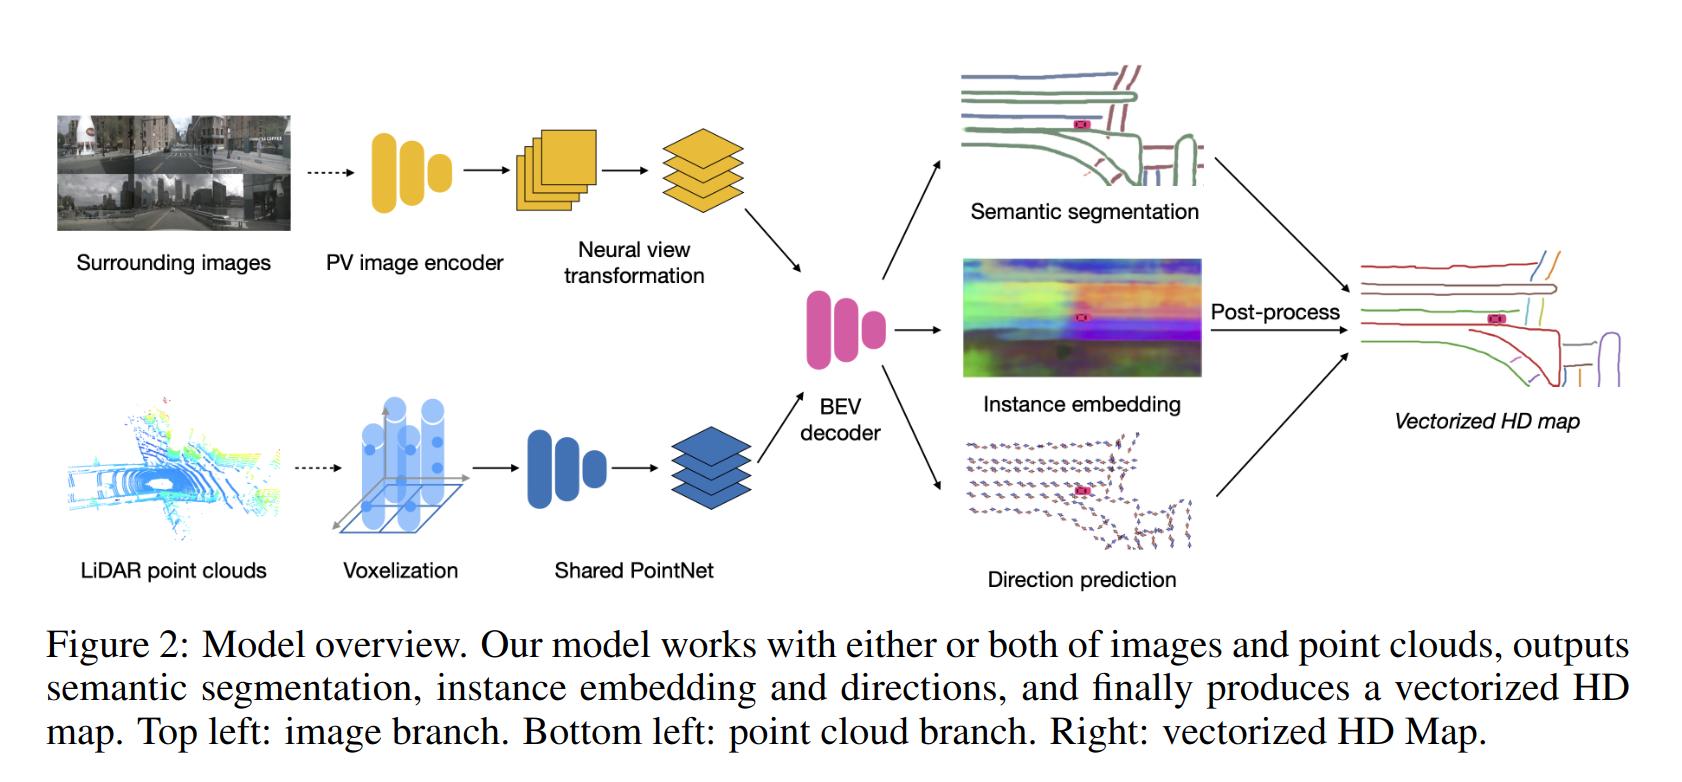 Surrounding images
PV image encoder
Neural view
transformation
Semantic segmentation
LiDAR point clouds
Voxelization
Shared PointNet
BEV
decoder
Instance embedding
Direction prediction
Post-process
Vectorized HD map
Figure 2: Model overview. Our model works with either or both of images and point clouds, outputs
semantic segmentation, instance embedding and directions, and finally produces a vectorized HD
map. Top left: image branch. Bottom left: point cloud branch. Right: vectorized HD Map.